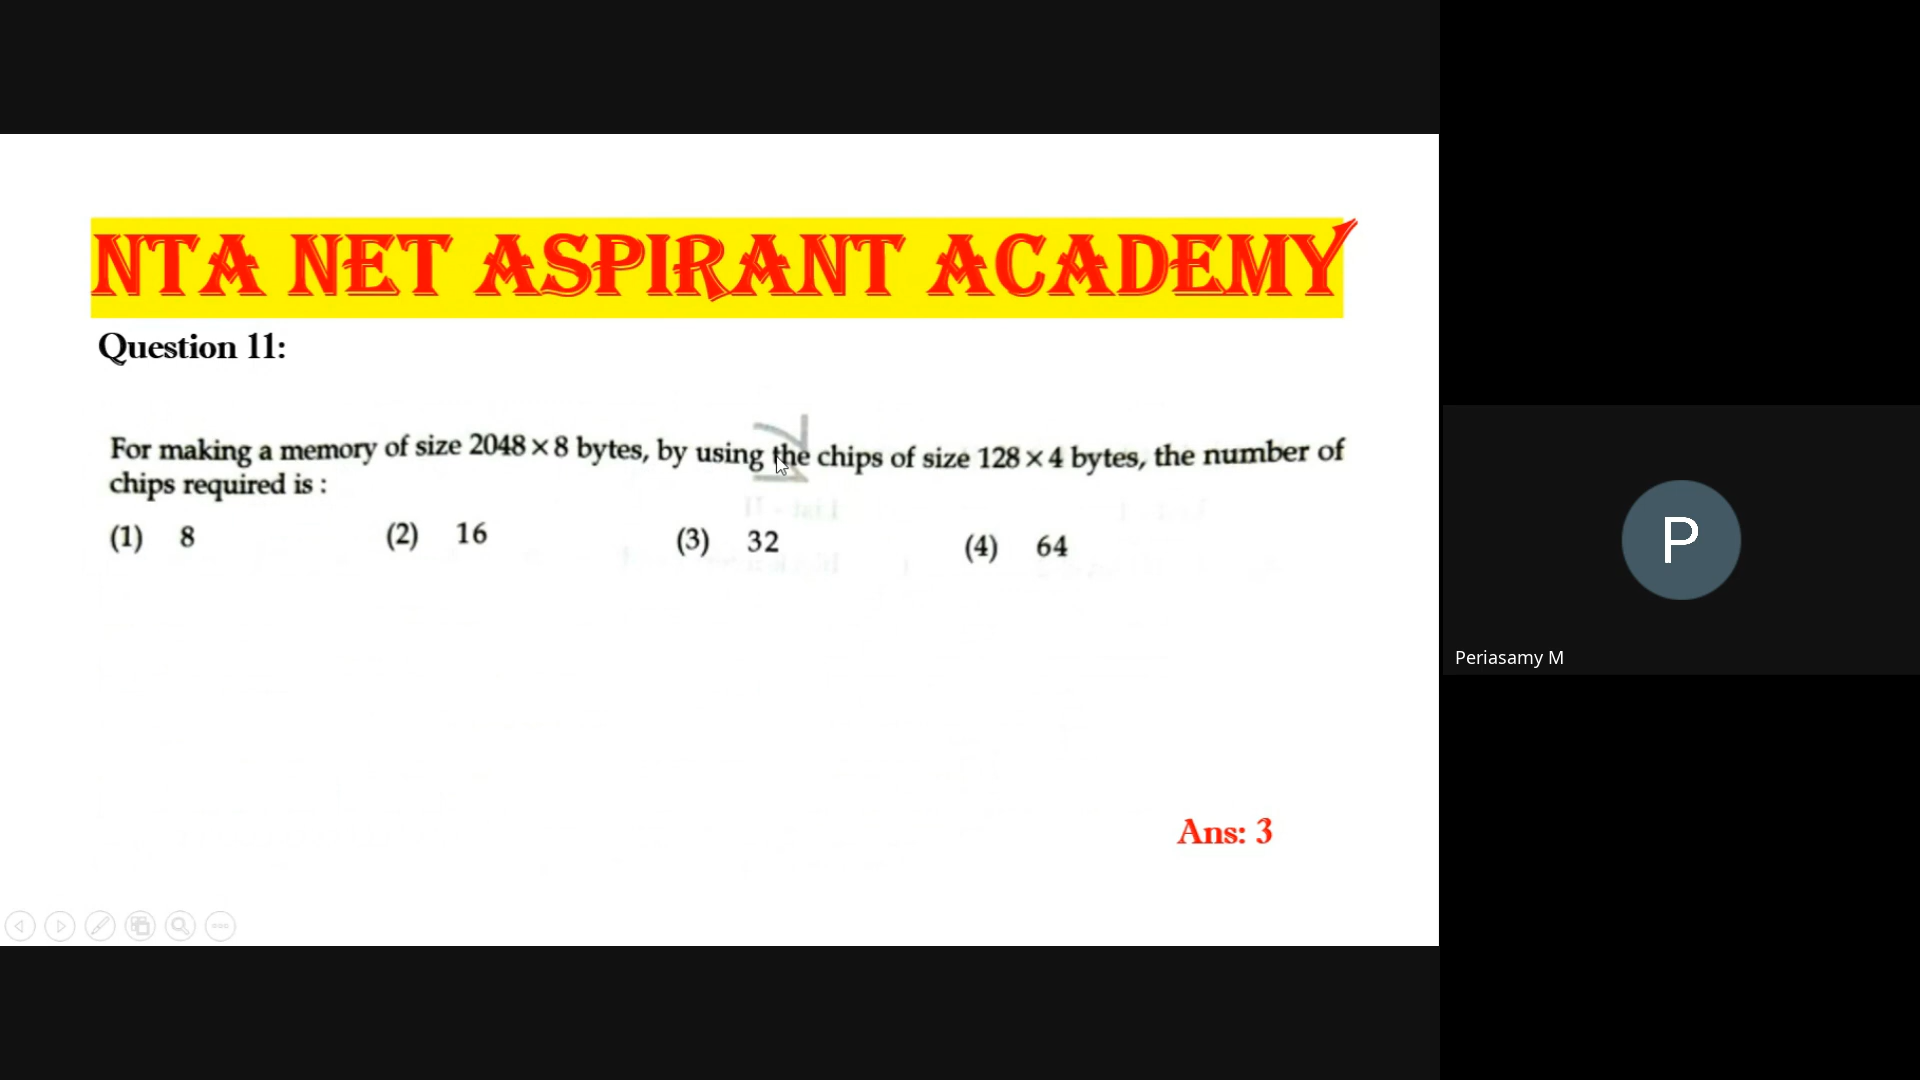 NTA NET ASPIRANT ACADEMY
Question 11:
For making a memory of size 2048 × 8 bytes, by using the chips of size 128 × 4 bytes, the number of
chips required is :
(1) 8 (2) 16 (3) 32 (4) 64
Ans: 3
P
Periasamy M